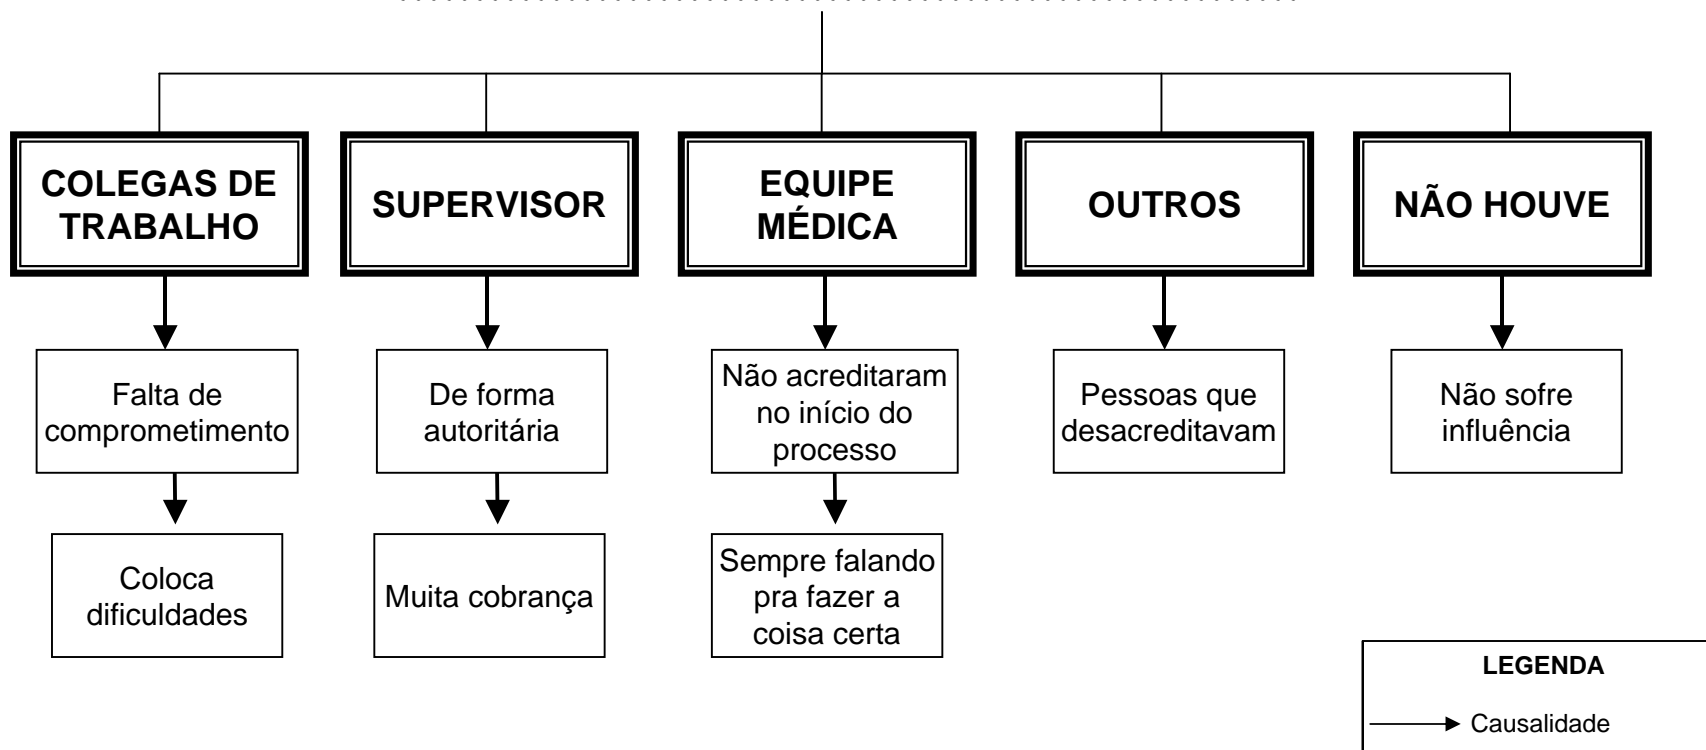 COLEGAS DE
TRABALHO
SUPERVISOR
EQUIPE
MÉDICA
OUTROS
NÃO HOUVE
Falta de
comprometimento
De forma
autoritária
Não acreditaram
no início do
processo
Pessoas que
desacreditavam
Não sofre
influência
Coloca
dificuldades
Muita cobrança
Sempre falando
pra fazer a
coisa certa
LEGENDA
Causalidade